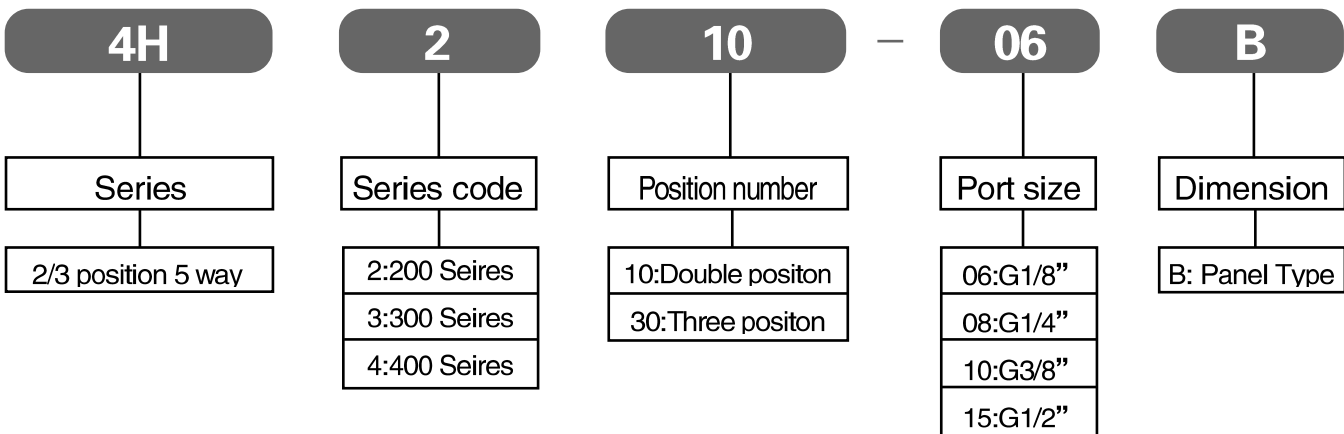 4H 2 10 – 06 B
Series Series code Position number Port size Dimension
2/3 position 5 way
2:200 Seires
3:300 Seires
4:400 Seires
10:Double positon
30:Three positon
06:G1/8”
08:G1/4”
10:G3/8”
15:G1/2”
B: Panel Type